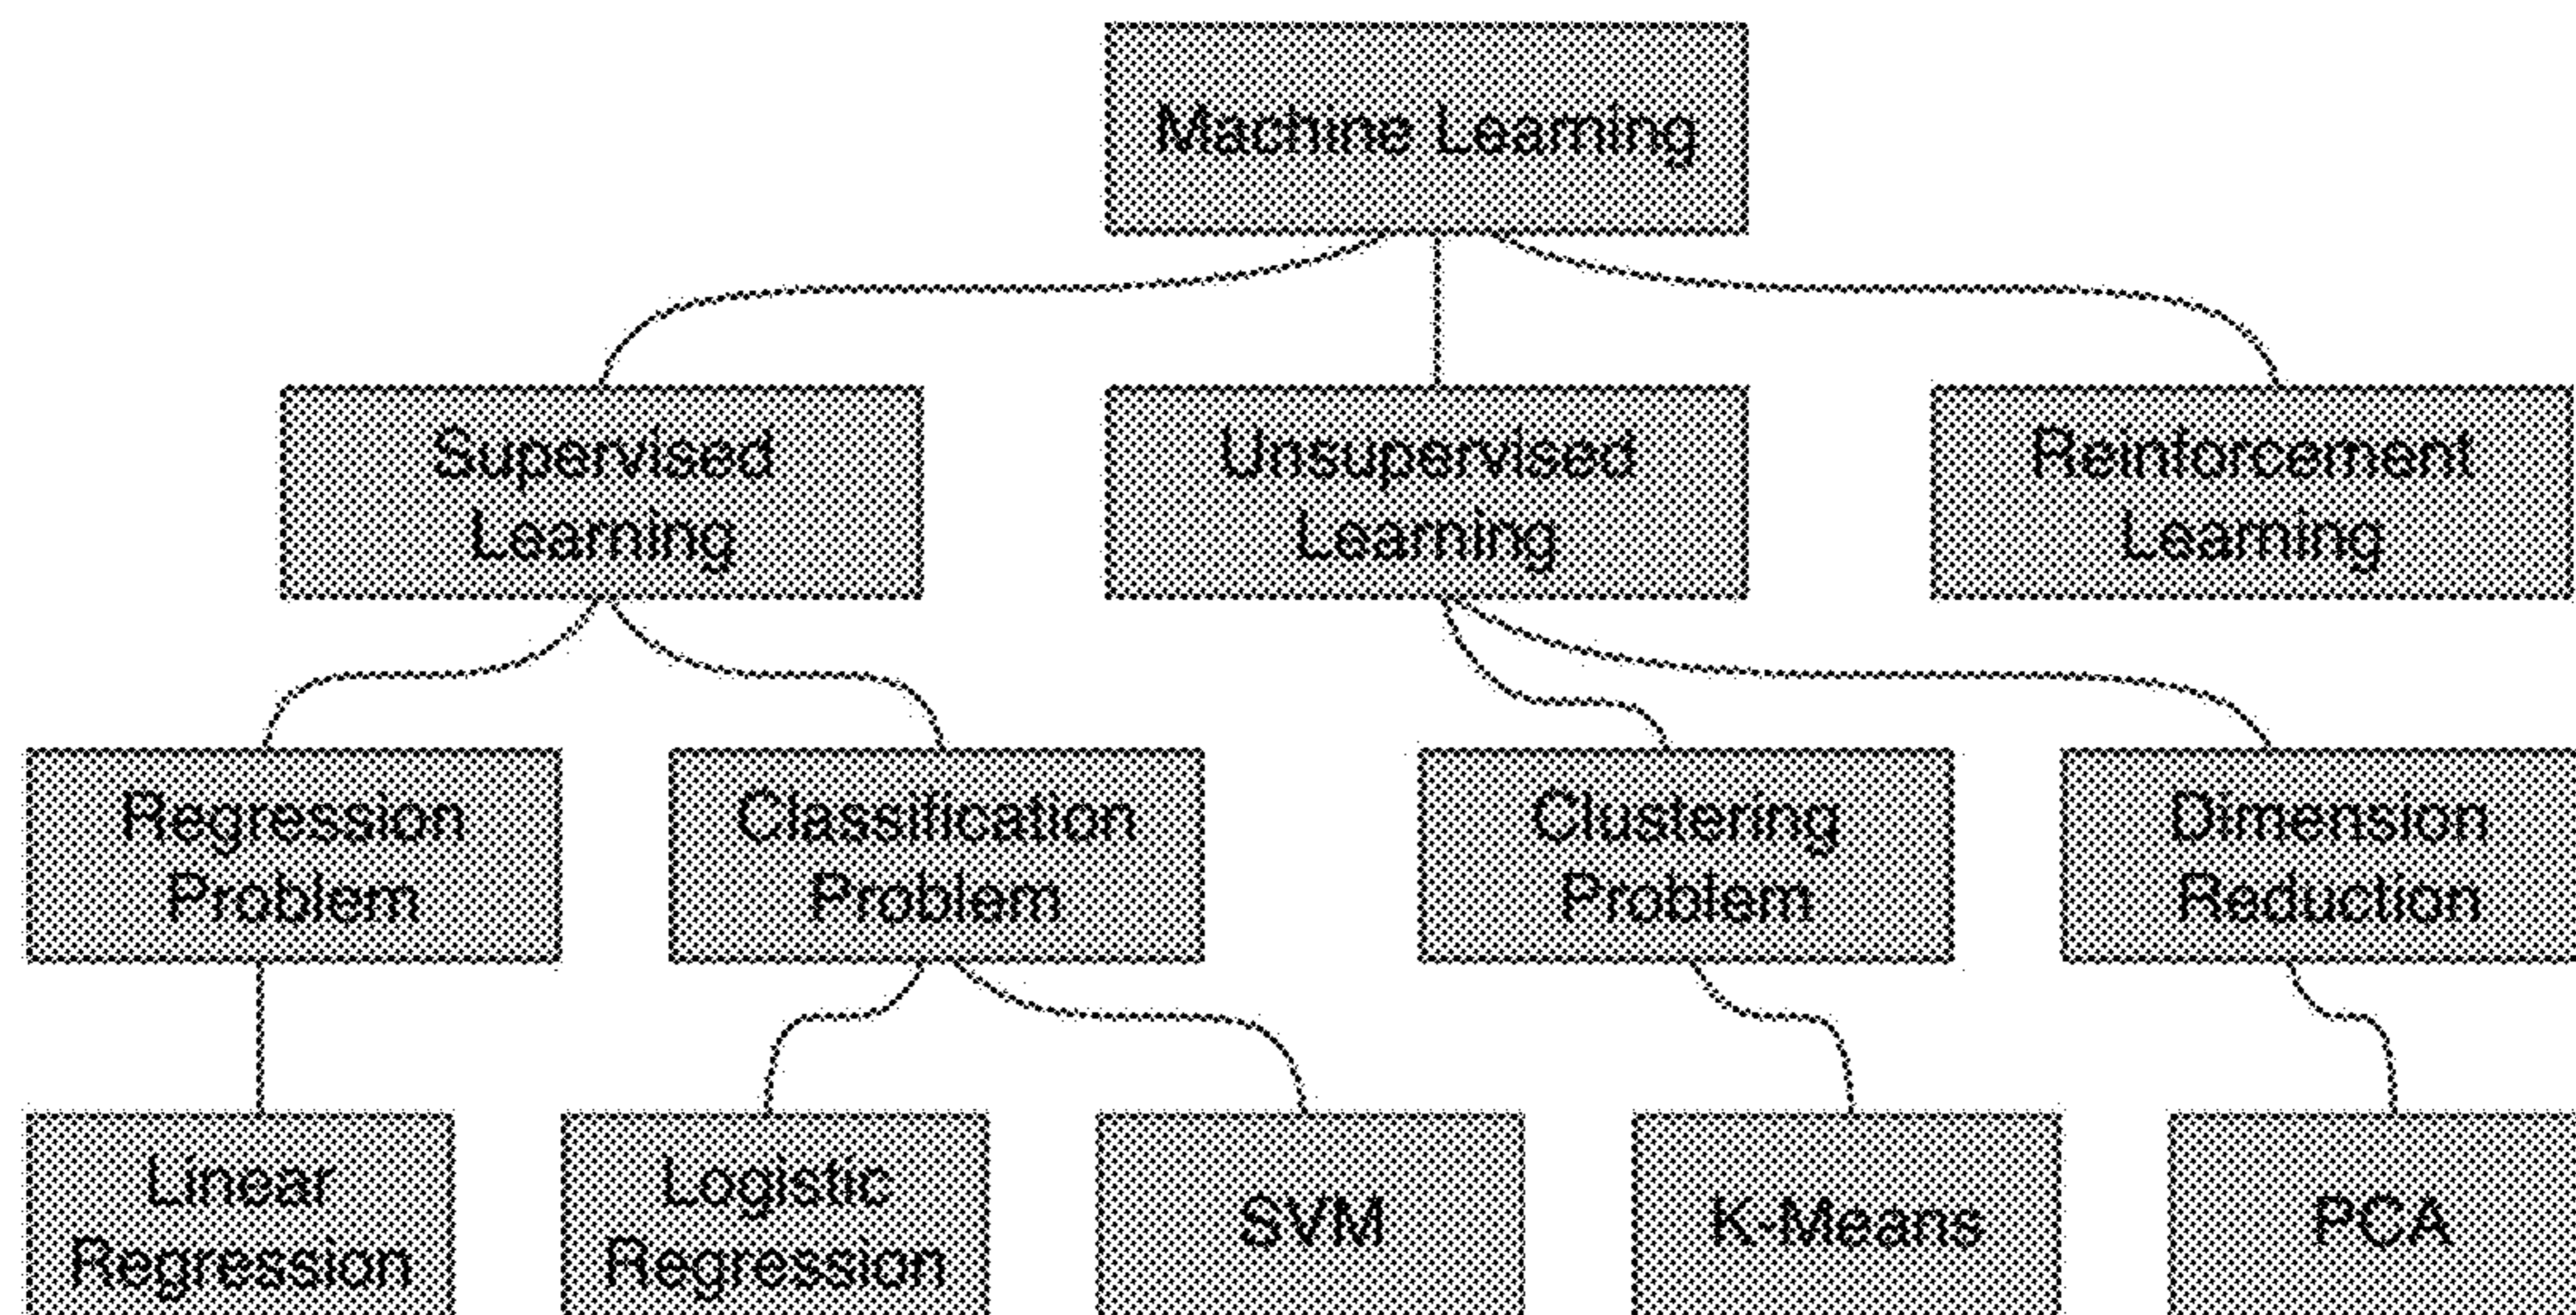 Machine Learning
Supervised
Learning
Unsupervised
Learning
Reinforcement
Learning
Regression
Problem
Classification
Problem
Clustering
Problem
Dimension
Reduction
Linear
Regression
Logistic
Regression
SVM
K-Means
PCA